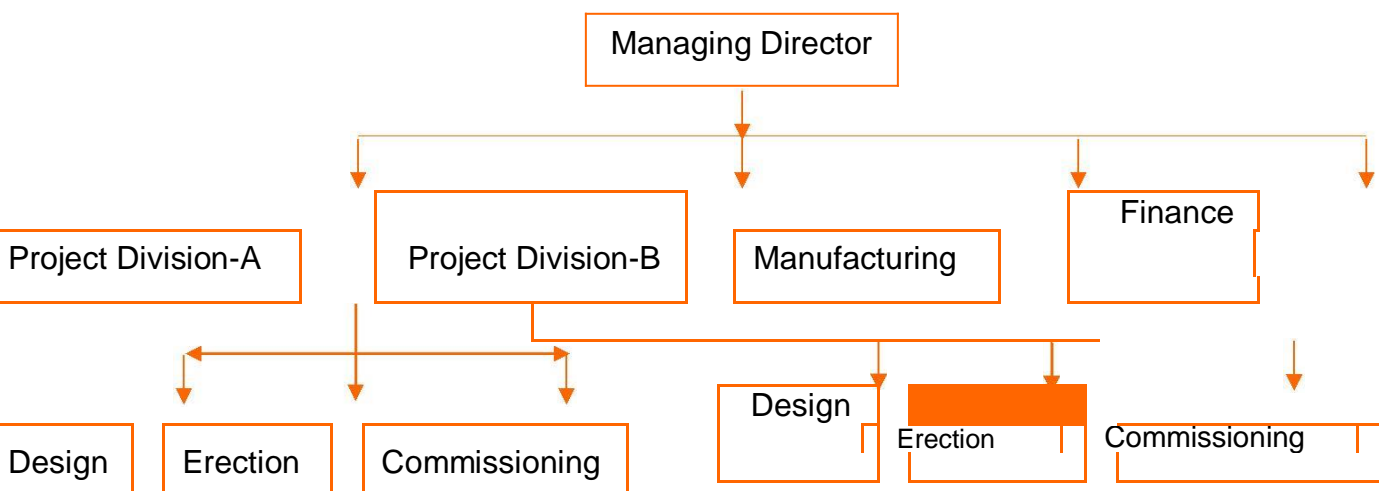 Managing Director
Finance
Project Division-A
Project Division-B
Manufacturing
Design
Erection
Commissioning
Design
Erection
Commissioning